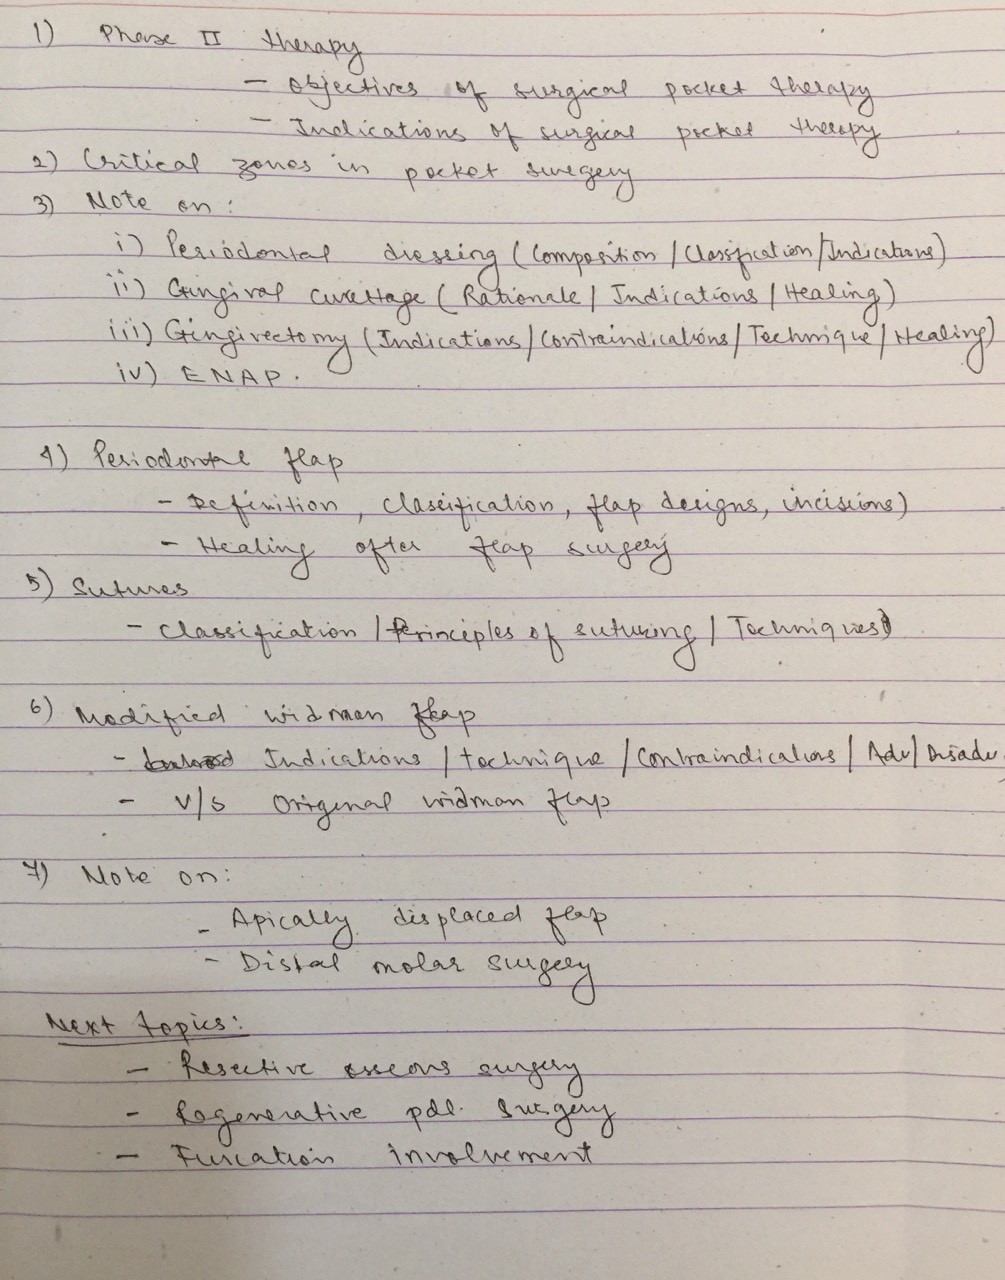 1) Phase II therapy
- Objectives of surgical pocket therapy
- Indications of surgical pocket therapy
2) Critical zones in pocket surgery
3) Note on:
i) Periodontal dressing (Composition / Classification / Indications)
ii) Gingival curettage (Rationale / Indications / Healing)
iii) Gingivectomy (Indications / Contraindications / Technique / Healing)
iv) ENAP.
4) Periodontal flap
- Definition, classification, flap designs, incisions)
- Healing after flap surgery
5) Sutures
- Classification / Principles of suturing / Techniques)
6) Modified widman flap
- Indications / technique / Contraindications / Adv / Disadv.
- V/S Original widman flap
7) Note on:
- Apically displaced flap
- Distal molar surgery
Next topics:
- Resective osseous surgery
- Regenerative pdl. surgery
- Furcation involvement